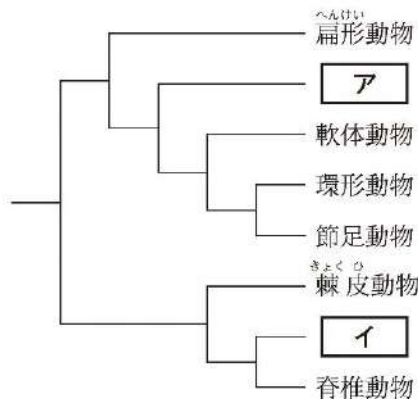 へんけい
扁形動物
ア
軟体動物
環形動物
節足動物
きょくひ
棘皮動物
イ
脊椎動物